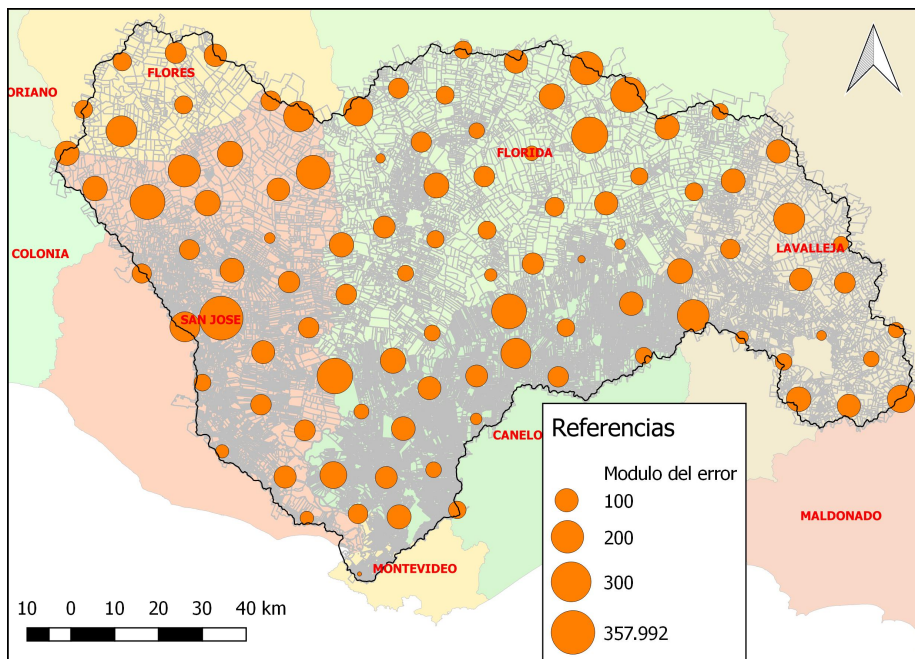 FLORES
ORIANO
FLORIDA
COLONIA
LAVALLEJA
SAN JOSE
CANELO
Referencias
Modulo del error
100
200
300
357.992
MALDONADO
MONTEVIDEO
10 0 10 20 30 40 km